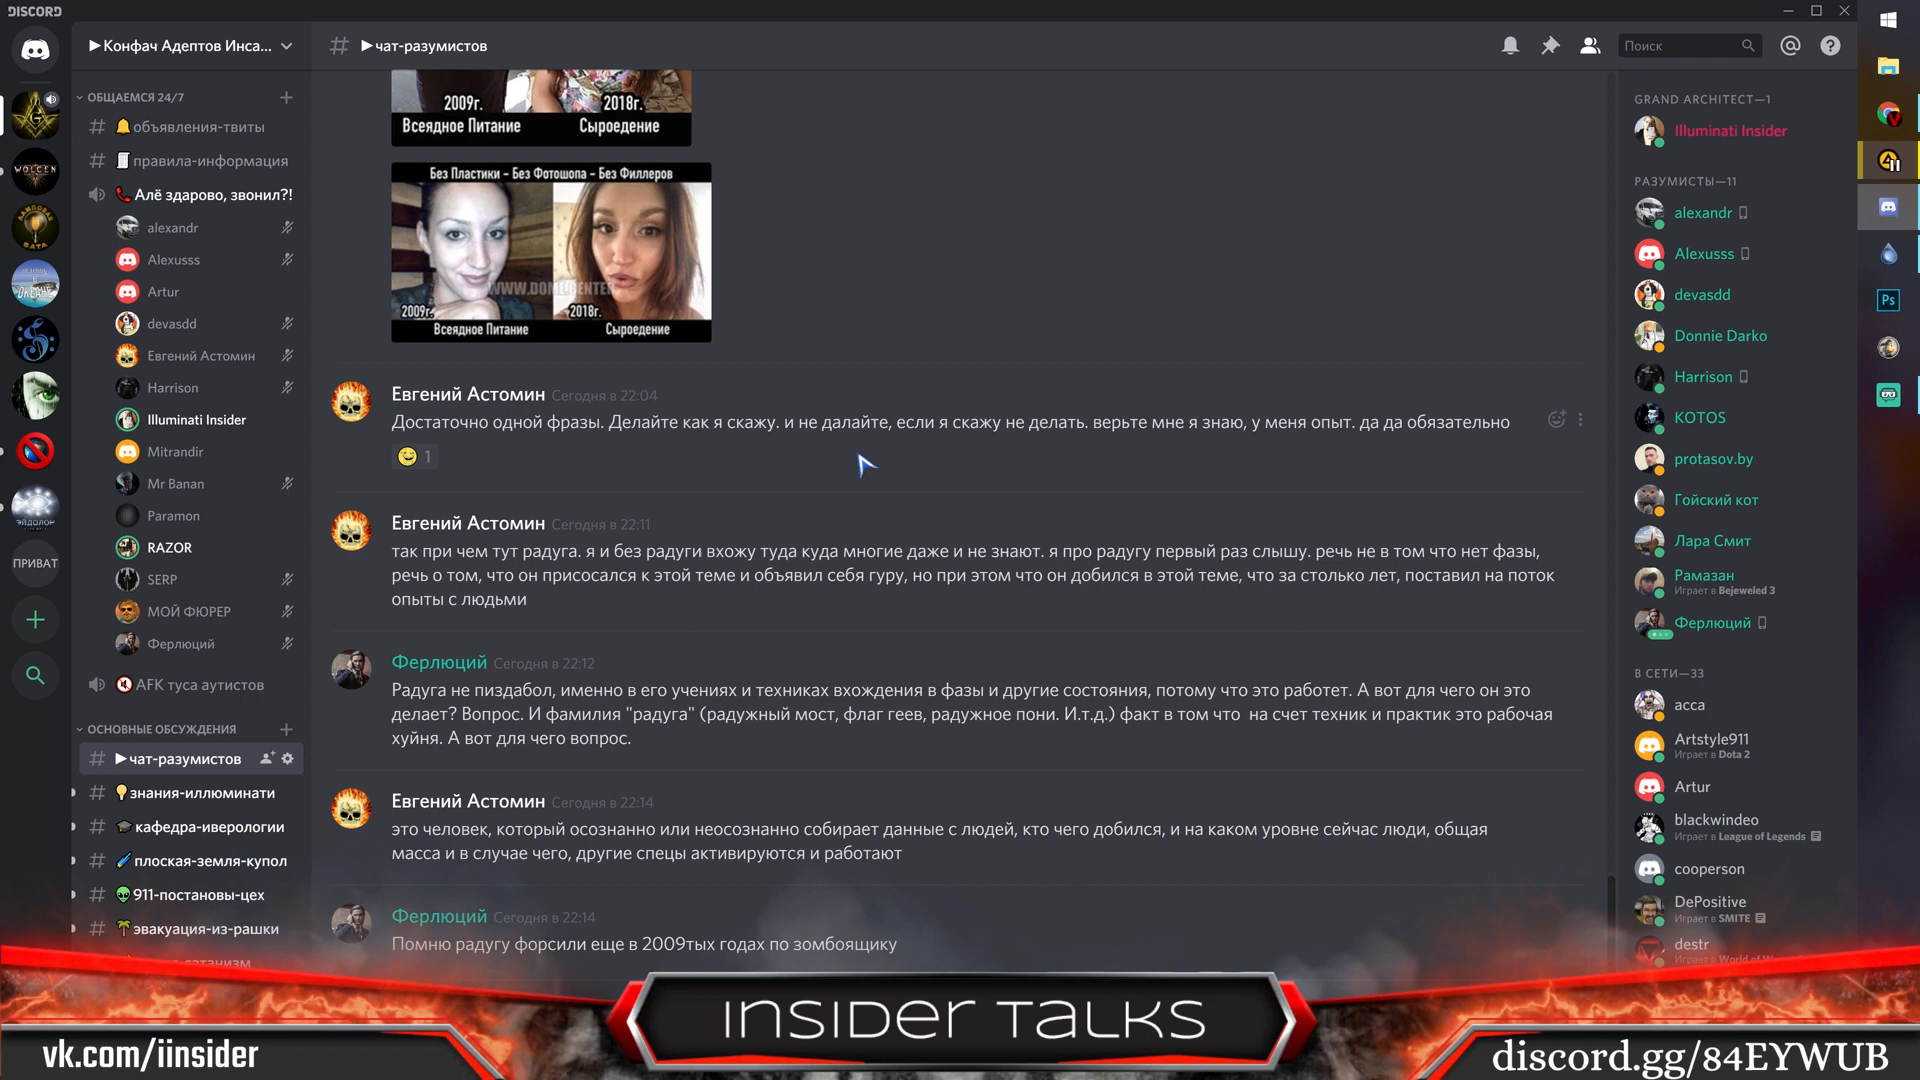 DISCORD
▶Конфач Адептов Инса...
ОБЩАЕМСЯ 24/7
объявления-твиты
правила-информация
Алё здарово, звонил?!
alexandr
Alexusss
Artur
devasdd
Евгений Астомин
Harrison
Illuminati Insider
Mitrandir
Mr Banan
Paramon
RAZOR
SERP
МОЙ ФЮРЕР
Ферлюций
AFK туса аутистов
ОСНОВНЫЕ ОБСУЖДЕНИЯ
▶чат-разумистов
знания-иллюминати
кафедра-иверологии
плоская-земля-купол
911-постановы-цех
эвакуация-из-рашки
WOLCEN
ЛАМПОВАЯ
ВАТА
ОКЕАНЕ
ЭЙДОЛОН
ПРИВАТ
▶чат-разумистов
Поиск
2009г. 2018г.
Всеядное Питание Сыроедение
Без Пластики – Без Фотошопа – Без Филлеров
WWW.DOME.CENTER
2009г. 2018г.
Всеядное Питание Сыроедение
Евгений Астомин Сегодня в 22:04
Достаточно одной фразы. Делайте как я скажу. и не далайте, если я скажу не делать. верьте мне я знаю, у меня опыт. да да обязательно
1
Евгений Астомин Сегодня в 22:11
так при чем тут радуга. я и без радуги вхожу туда куда многие даже и не знают. я про радугу первый раз слышу. речь не в том что нет фазы,
речь о том, что он присосался к этой теме и объявил себя гуру, но при этом что он добился в этой теме, что за столько лет, поставил на поток
опыты с людьми
Ферлюций Сегодня в 22:12
Радуга не пиздабол, именно в его учениях и техниках вхождения в фазы и другие состояния, потому что это работет. А вот для чего он это
делает? Вопрос. И фамилия "радуга" (радужный мост, флаг геев, радужное пони. И.т.д.) факт в том что на счет техник и практик это рабочая
хуйня. А вот для чего вопрос.
Евгений Астомин Сегодня в 22:14
это человек, который осознанно или неосознанно собирает данные с людей, кто чего добился, и на каком уровне сейчас люди, общая
масса и в случае чего, другие спецы активируются и работают
Ферлюций Сегодня в 22:14
Помню радугу форсили еще в 2009тых годах по зомбоящику
GRAND ARCHITECT—1
Illuminati Insider
РАЗУМИСТЫ—11
alexandr
Alexusss
devasdd
Donnie Darko
Harrison
KOTOS
protasov.by
Гойский кот
Лара Смит
Рамазан
Играет в Bejeweled 3
Ферлюций
В СЕТИ—33
acca
Artstyle911
Играет в Dota 2
Artur
blackwindeo
Играет в League of Legends
cooperson
DePositive
Играет в SMITE
destr
Ps
INSIDER TALKS
vk.com/iinsider
discord.gg/84EYWUB